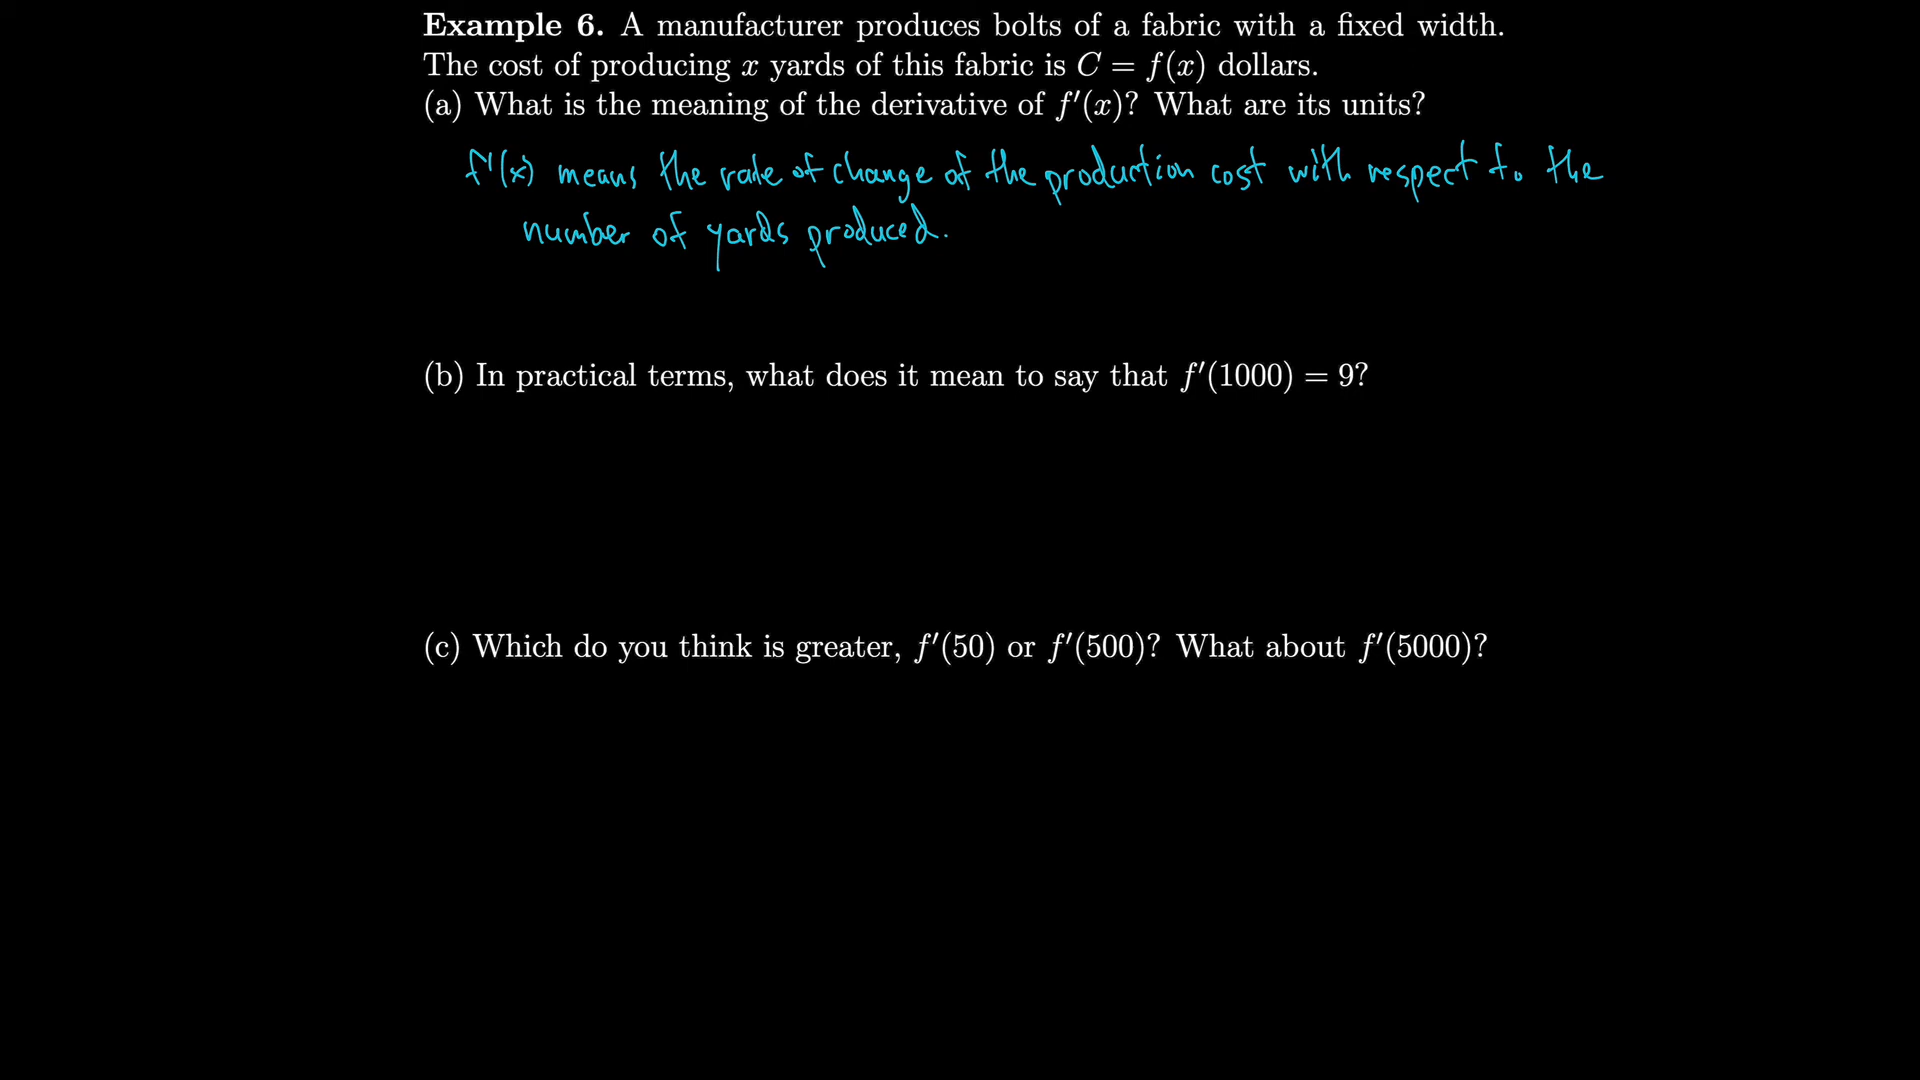 Example 6. A manufacturer produces bolts of a fabric with a fixed width.
The cost of producing x yards of this fabric is C = f(x) dollars.
(a) What is the meaning of the derivative of f′(x)? What are its units?
f'(x) means the rate of change of the production cost with respect to the
number of yards produced.
(b) In practical terms, what does it mean to say that f′(1000) = 9?
(c) Which do you think is greater, f′(50) or f′(500)? What about f′(5000)?